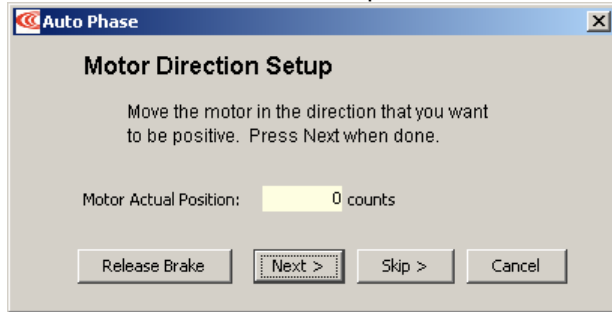 Auto Phase
Motor Direction Setup
Move the motor in the direction that you want
to be positive. Press Next when done.
Motor Actual Position: 0 counts
Release Brake Next > Skip > Cancel